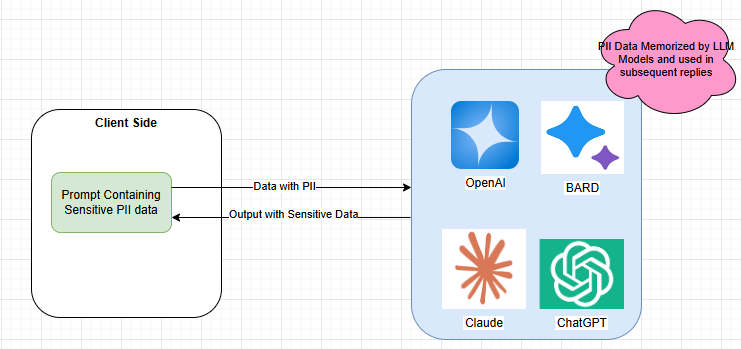 PII Data Memorized by LLM
Models and used in
subsequent replies
Client Side
Prompt Containing
Sensitive PII data
Data with PII
Output with Sensitive Data
OpenAI
BARD
Claude
ChatGPT